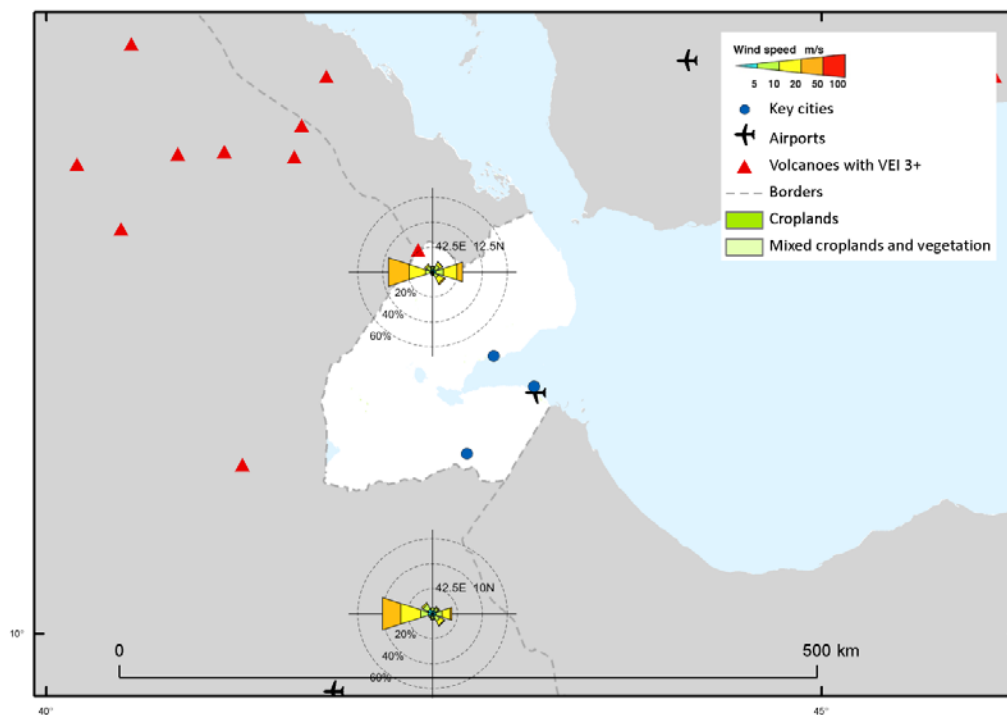 Wind speed m/s
5 10 20 50 100
Key cities
Airports
Volcanoes with VEI 3+
Borders
Croplands
Mixed croplands and vegetation
42.5E 12.5N
20%
40%
60%
42.5E 10N
20%
40%
60%
10°
0 500 km
40° 45°